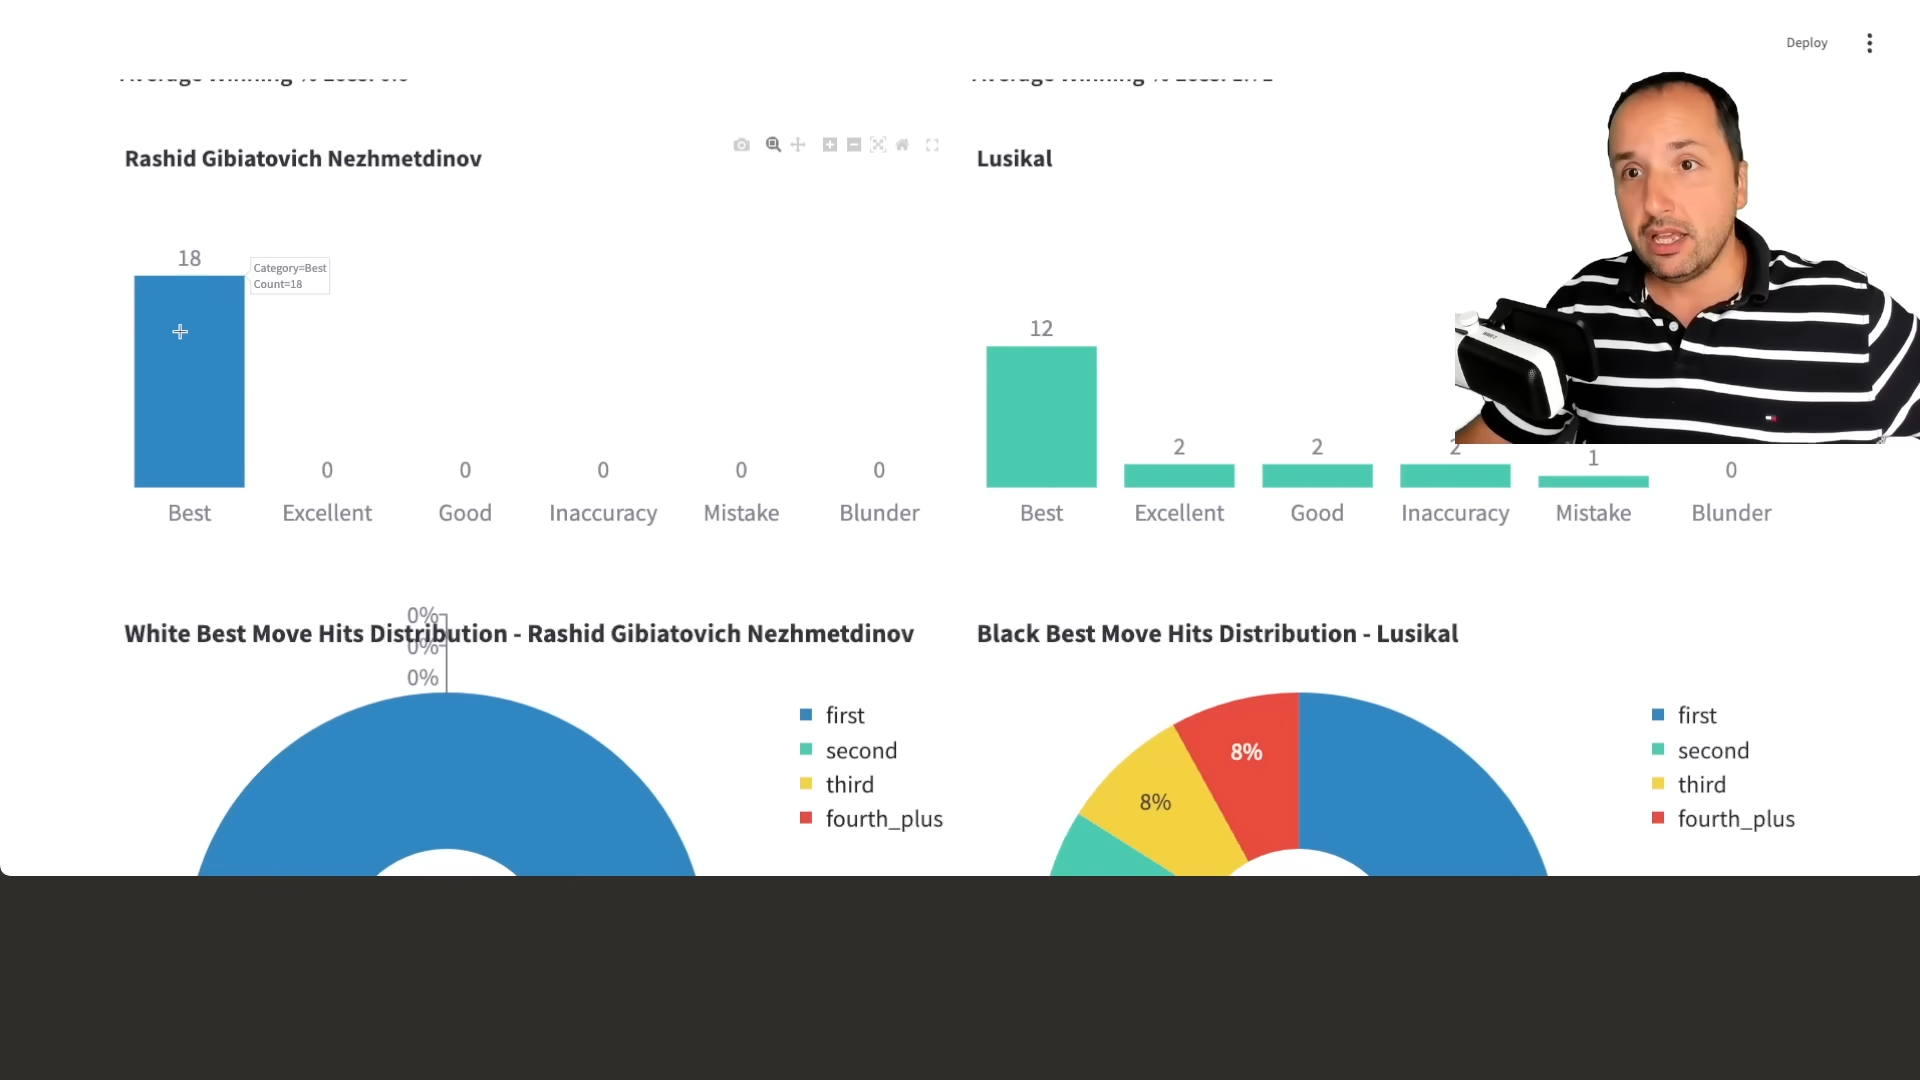 Deploy
Rashid Gibiatovich Nezhmetdinov
18
Category=Best
Count=18
0
0
0
0
0
Best
Excellent
Good
Inaccuracy
Mistake
Blunder
Lusikal
12
2
2
2
1
0
Best
Excellent
Good
Inaccuracy
Mistake
Blunder
White Best Move Hits Distribution - Rashid Gibiatovich Nezhmetdinov
0%
0%
0%
first
second
third
fourth_plus
Black Best Move Hits Distribution - Lusikal
8%
8%
first
second
third
fourth_plus